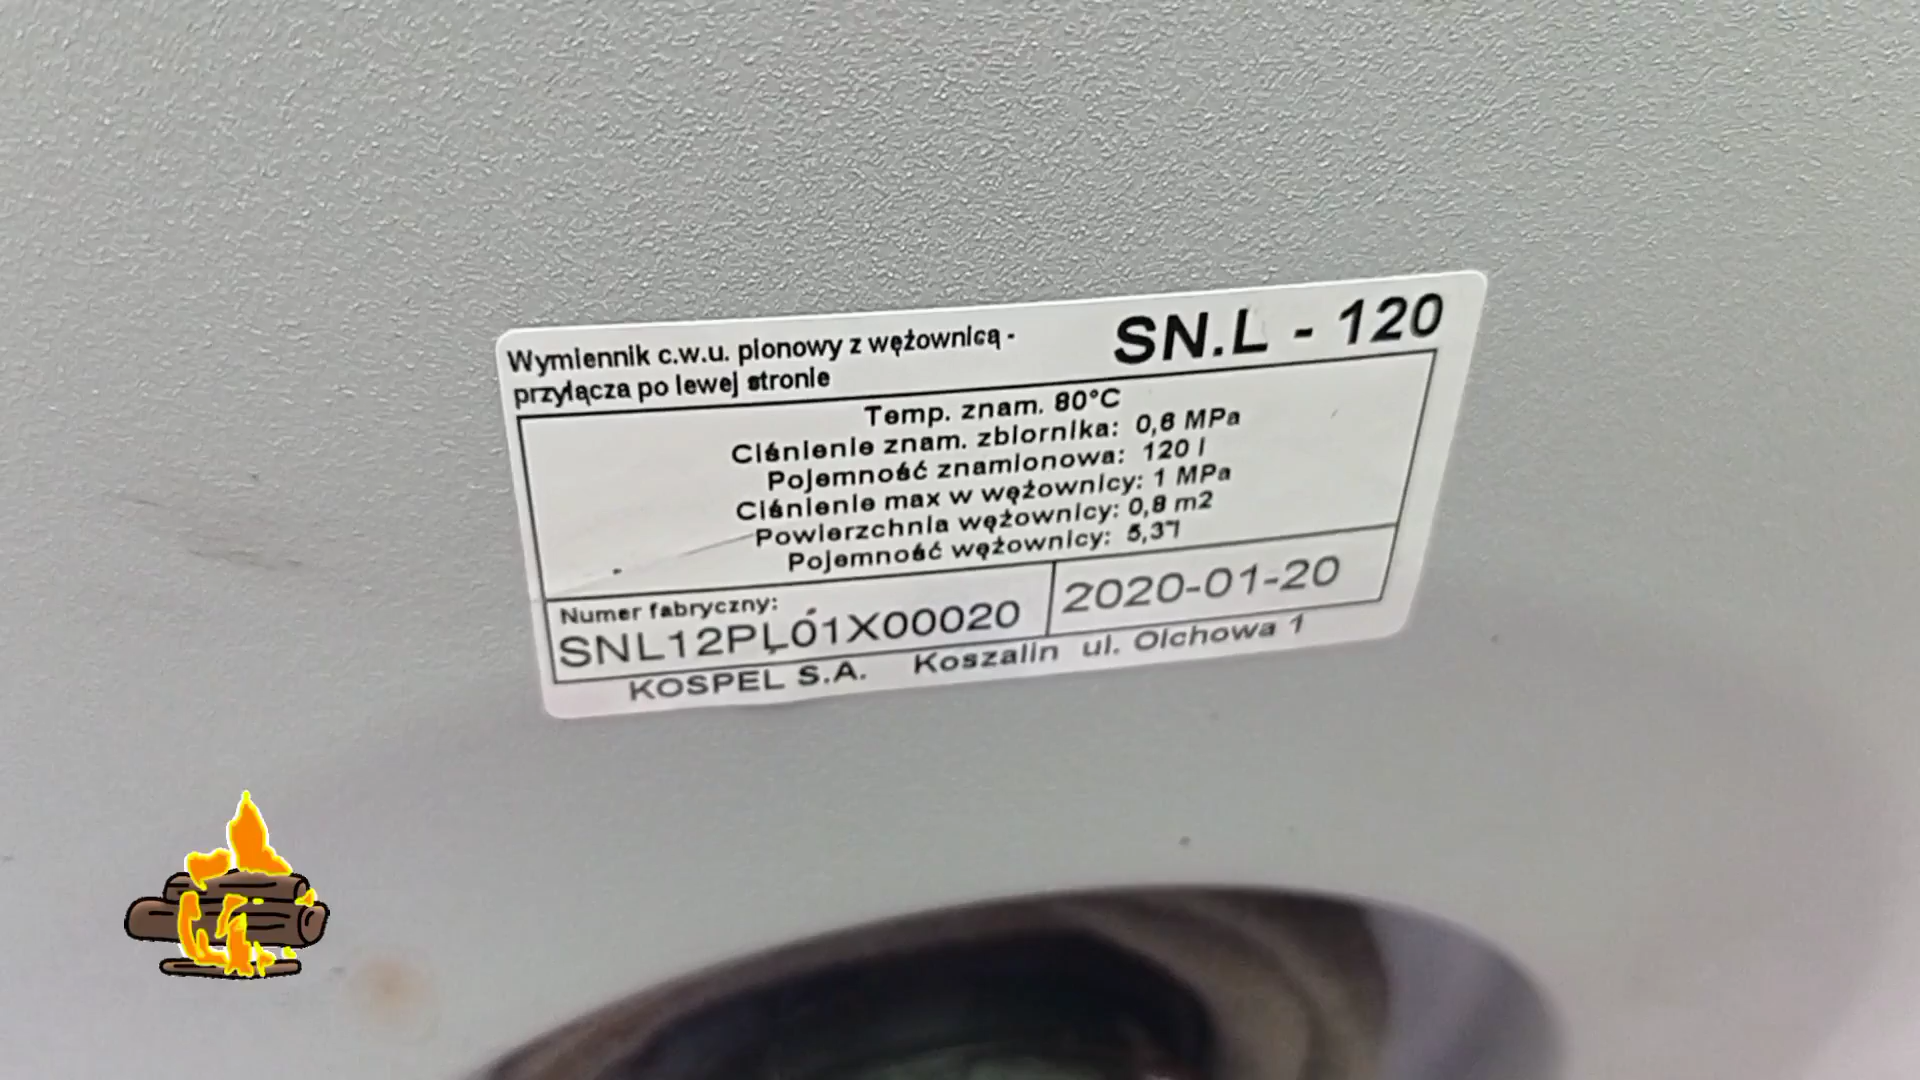 Wymiennik c.w.u. pionowy z wężownicą -
przyłącza po lewej stronie
SN.L - 120
Temp. znam. 80°C
Ciśnienie znam. zbiornika: 0,6 MPa
Pojemność znamionowa: 120 l
Ciśnienie max w wężownicy: 1 MPa
Powierzchnia wężownicy: 0,8 m2
Pojemność wężownicy: 5,3l
Numer fabryczny:
SNL12PL01X00020
2020-01-20
KOSPEL S.A. Koszalin ul. Olchowa 1